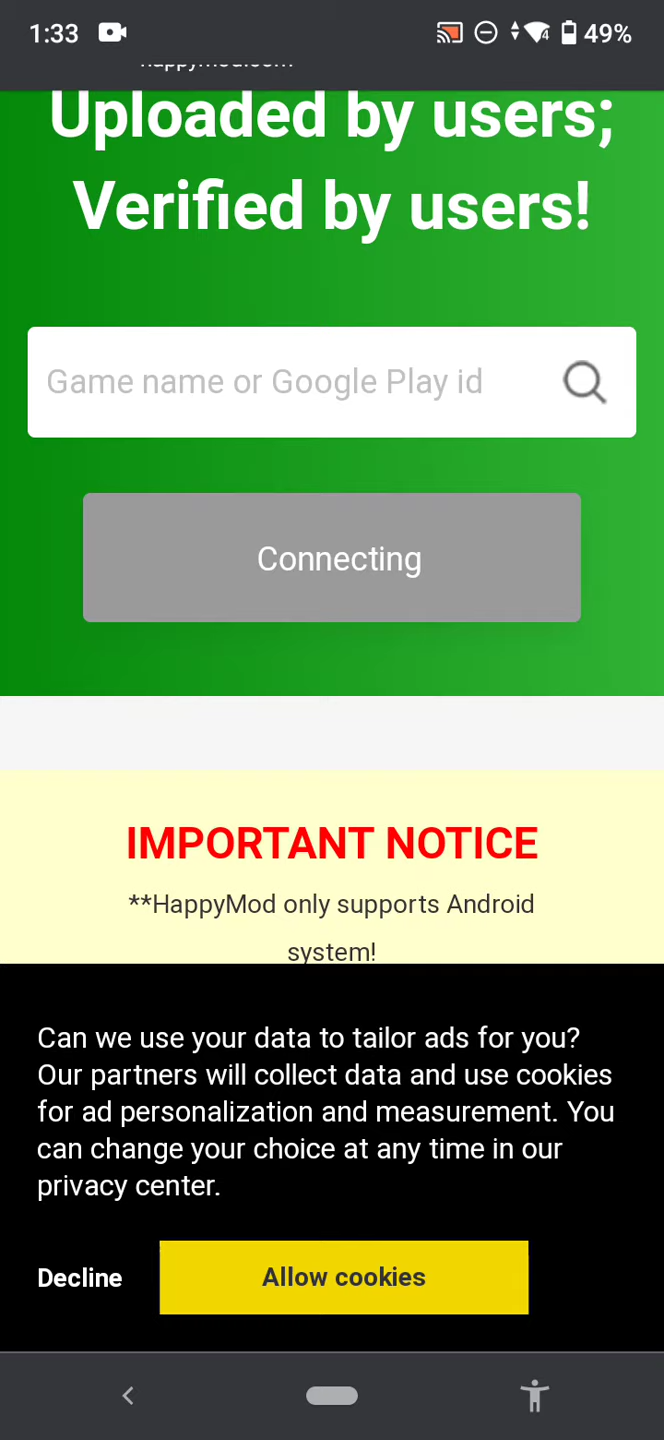 1:33
49%
happymod.com
Uploaded by users;
Verified by users!
Game name or Google Play id
Connecting
IMPORTANT NOTICE
**HappyMod only supports Android
system!
Can we use your data to tailor ads for you?
Our partners will collect data and use cookies
for ad personalization and measurement. You
can change your choice at any time in our
privacy center.
Decline
Allow cookies